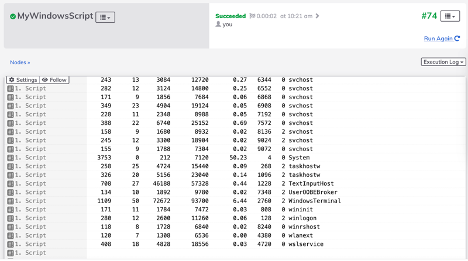 MyWindowsScript
Succeeded 0.00:02 at 10:21 am
you
#74
Run Again
Nodes
Execution Log
Settings Follow
1. Script 243 13 3084 12720 0.27 6344 0 svchost
1. Script 282 12 3124 14800 0.25 6552 0 svchost
1. Script 171 9 1856 7684 0.06 6868 0 svchost
1. Script 349 23 4904 19124 0.05 6908 0 svchost
1. Script 228 11 2348 8988 0.05 7192 0 svchost
1. Script 388 22 6740 25152 0.69 7572 0 svchost
1. Script 158 9 1680 8932 0.02 8136 2 svchost
1. Script 245 12 3300 18904 0.02 9024 2 svchost
1. Script 155 9 1788 7384 0.02 9072 0 svchost
1. Script 3753 0 212 7120 50.23 4 0 System
1. Script 258 25 4724 15440 0.09 268 2 taskhostw
1. Script 326 20 5156 23040 0.14 1096 2 taskhostw
1. Script 708 27 46188 57328 0.44 1228 2 TextInputHost
1. Script 134 10 1892 9780 0.02 7348 2 UserOOBEBroker
1. Script 1109 50 72672 93700 6.44 2760 2 WindowsTerminal
1. Script 171 11 1784 7472 0.03 808 0 wininit
1. Script 280 12 2600 11260 0.06 128 2 winlogon
1. Script 118 8 1728 6840 0.02 8240 0 winrshost
1. Script 120 7 1308 6536 0.00 4380 0 wlanext
1. Script 408 18 4828 18556 0.03 4720 0 wslservice
1. Script